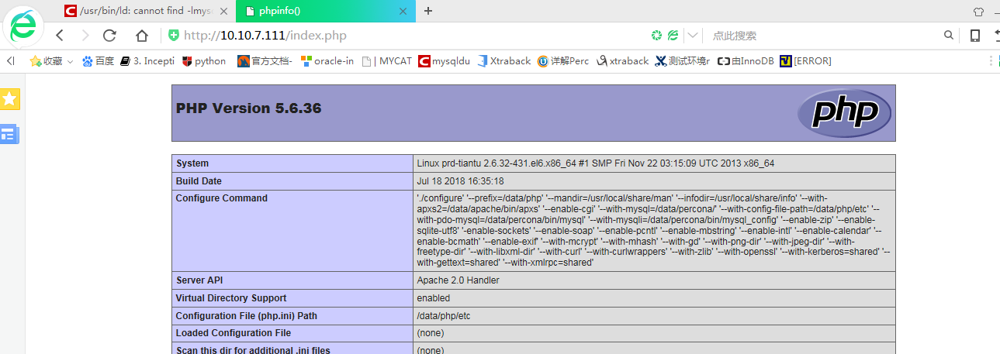 /usr/bin/ld: cannot find -lmys
phpinfo()
http://10.10.7.111/index.php
点此搜索
收藏 百度 3. Incepti python 官方文档- oracle-in | MYCAT mysqldu Xtraback 详解Perc xtraback 测试环境r 由InnoDB [ERROR]
PHP Version 5.6.36
php
System Linux prd-tiantu 2.6.32-431.el6.x86_64 #1 SMP Fri Nov 22 03:15:09 UTC 2013 x86_64
Build Date Jul 18 2018 16:35:18
Configure Command './configure' '--prefix=/data/php' '--mandir=/usr/local/share/man' '--infodir=/usr/local/share/info' '--with-
apxs2=/data/apache/bin/apxs' '--enable-cgi' '--with-mysql=/data/percona/' '--with-config-file-path=/data/php/etc' '--
with-pdo-mysql=/data/percona/bin/mysql' '--with-mysqli=/data/percona/bin/mysql_config' '--enable-zip' '--enable-
sqlite-utf8' '-enable-sockets' '--enable-soap' '--enable-pcntl' '--enable-mbstring' '--enable-intl' '--enable-calendar' '--
enable-bcmath' '--enable-exif' '--with-mcrypt' '--with-mhash' '--with-gd' '--with-png-dir' '--with-jpeg-dir' '--with-
freetype-dir' '--with-libxml-dir' '--with-curl' '--with-curlwrappers' '--with-zlib' '--with-openssl' '--with-kerberos=shared' '--
with-gettext=shared' '--with-xmlrpc=shared'
Server API Apache 2.0 Handler
Virtual Directory Support enabled
Configuration File (php.ini) Path /data/php/etc
Loaded Configuration File (none)
Scan this dir for additional .ini files (none)